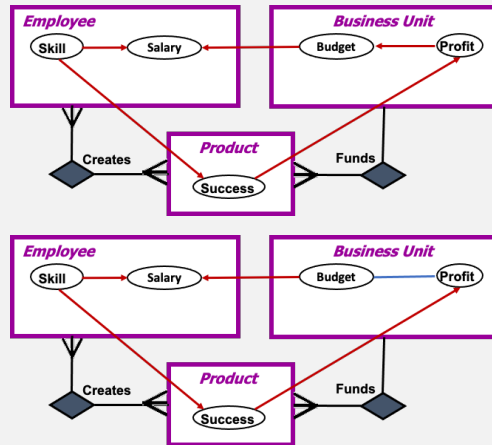 Employee Business Unit
Skill Salary Budget Profit
Creates Product Funds
Success
Employee Business Unit
Skill Salary Budget Profit
Creates Product Funds
Success